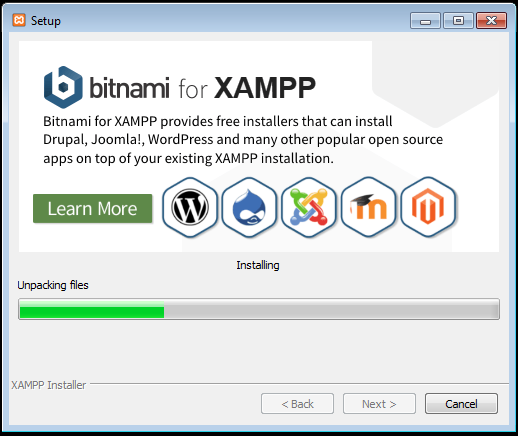 Setup
bitnami for XAMPP
Bitnami for XAMPP provides free installers that can install
Drupal, Joomla!, WordPress and many other popular open source
apps on top of your existing XAMPP installation.
Learn More
Installing
Unpacking files
XAMPP Installer
< Back Next > Cancel